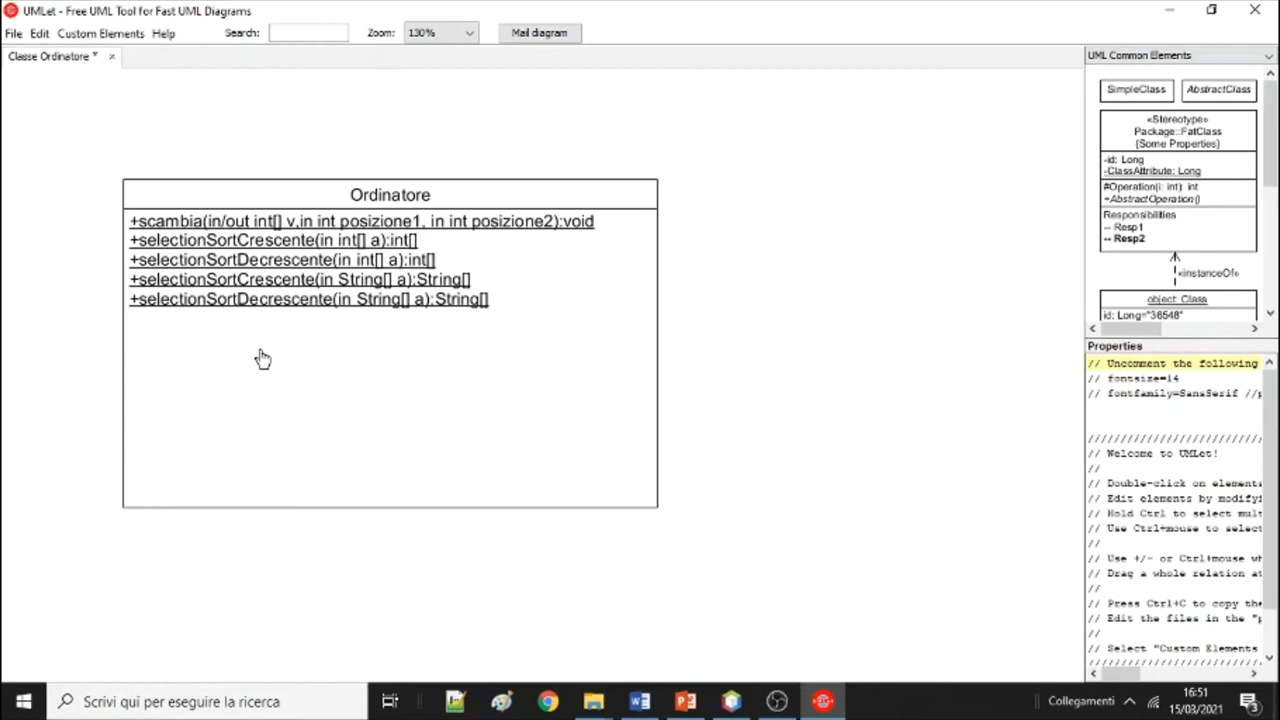 UMLet - Free UML Tool for Fast UML Diagrams
File Edit Custom Elements Help Search: Zoom: 130% Mail diagram
Classe Ordinatore *
UML Common Elements
SimpleClass AbstractClass
«Stereotype»
Package::FatClass
{Some Properties}
-id: Long
-ClassAttribute: Long
#Operation(i: int): int
+AbstractOperation()
Responsibilities
-- Resp1
-- Resp2
«instanceOf»
object: Class
id: Long="36548"
Ordinatore
+scambia(in/out int[] v,in int posizione1, in int posizione2):void
+selectionSortCrescente(in int[] a):int[]
+selectionSortDecrescente(in int[] a):int[]
+selectionSortCrescente(in String[] a):String[]
+selectionSortDecrescente(in String[] a):String[]
Properties
// Uncomment the following
// fontsize=14
// fontfamily=SansSerif //
//////////////////////////
// Welcome to UMLet!
//
// Double-click on elements
// Edit elements by modifyi
// Hold Ctrl to select mul
// Use Ctrl+mouse to select
//
// Use +/- or Ctrl+mouse wh
// Drag a whole relation at
//
// Press Ctrl+C to copy the
// Edit the files in the "p
//
// Select "Custom Elements
//////////////////////////
Scrivi qui per eseguire la ricerca
Collegamenti
16:51
15/03/2021
3